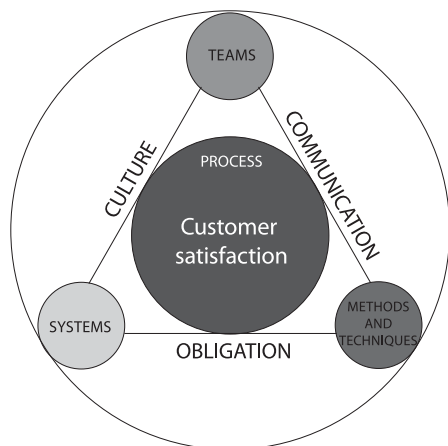 TEAMS
CULTURE
COMMUNICATION
PROCESS
Customer
satisfaction
SYSTEMS
METHODS
AND
TECHNIQUES
OBLIGATION